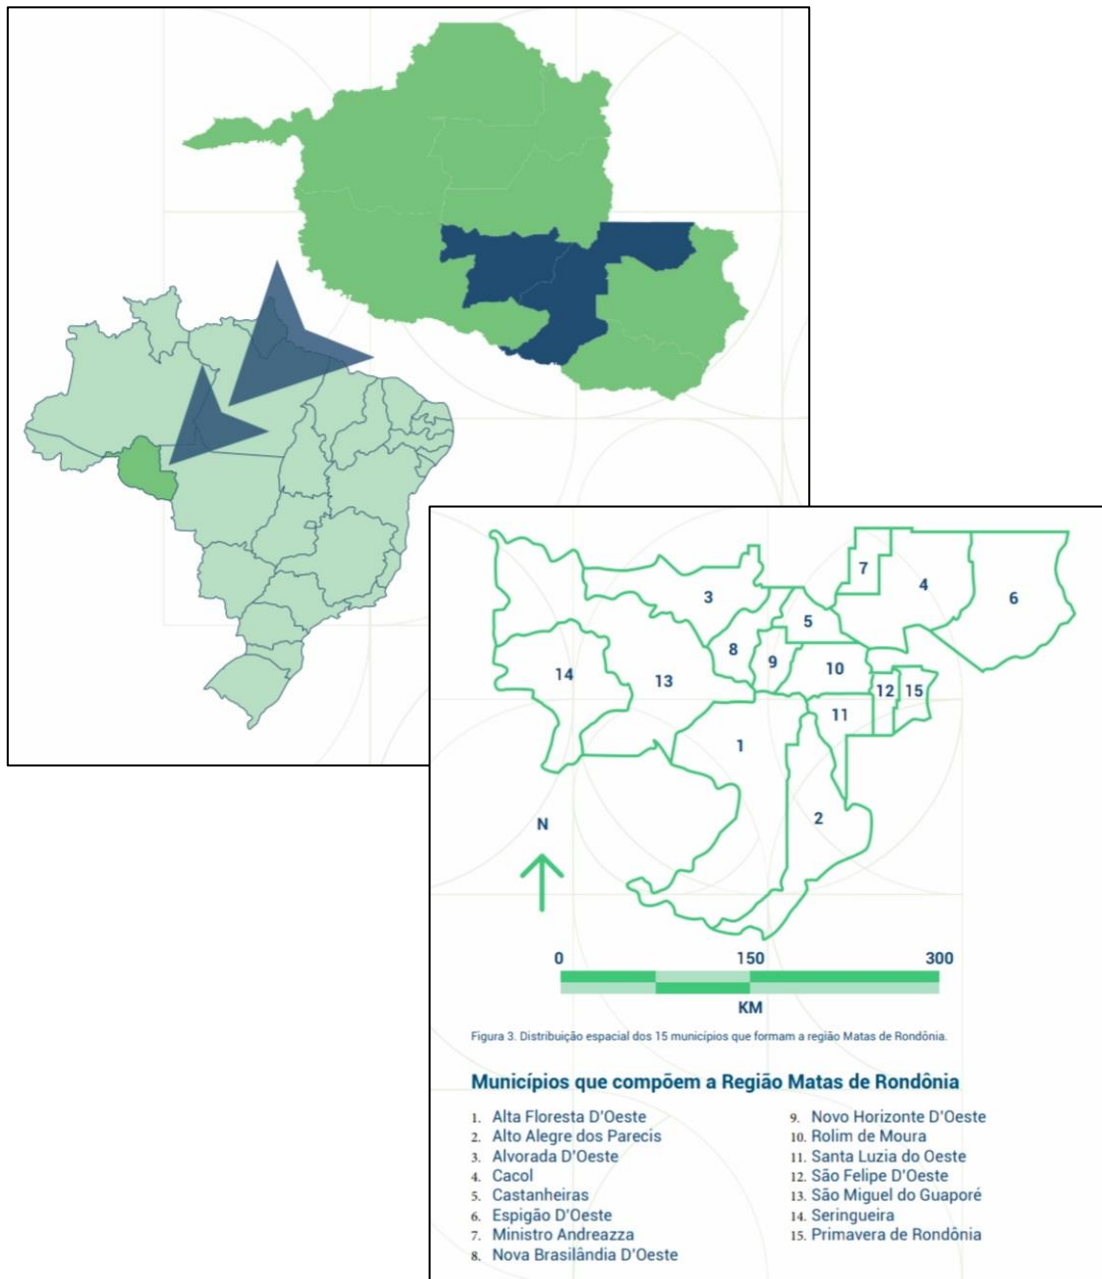 7
4
3
6
5
8
9
10
14
13
12
15
11
1
2
N
0 150 300
KM
Figura 3. Distribuição espacial dos 15 municípios que formam a região Matas de Rondônia.
Municípios que compõem a Região Matas de Rondônia
1. Alta Floresta D'Oeste
2. Alto Alegre dos Parecis
3. Alvorada D'Oeste
4. Cacol
5. Castanheiras
6. Espigão D'Oeste
7. Ministro Andreazza
8. Nova Brasilândia D'Oeste
9. Novo Horizonte D'Oeste
10. Rolim de Moura
11. Santa Luzia do Oeste
12. São Felipe D'Oeste
13. São Miguel do Guaporé
14. Seringueira
15. Primavera de Rondônia